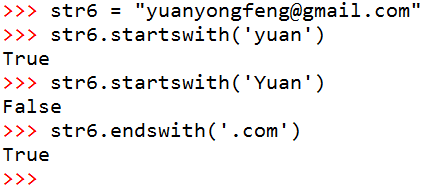 >>> str6 = "yuanyongfeng@gmail.com"
>>> str6.startswith('yuan')
True
>>> str6.startswith('Yuan')
False
>>> str6.endswith('.com')
True
>>>